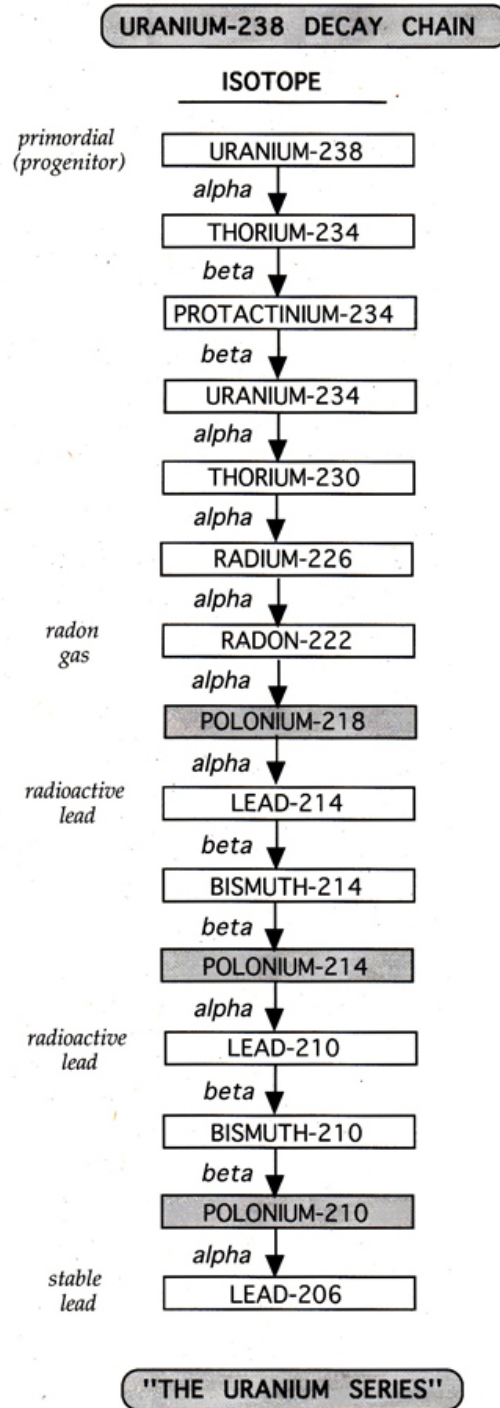 URANIUM-238 DECAY CHAIN
ISOTOPE
primordial
(progenitor)
URANIUM-238
alpha
THORIUM-234
beta
PROTACTINIUM-234
beta
URANIUM-234
alpha
THORIUM-230
alpha
RADIUM-226
alpha
radon
gas
RADON-222
alpha
POLONIUM-218
alpha
radioactive
lead
LEAD-214
beta
BISMUTH-214
beta
POLONIUM-214
alpha
radioactive
lead
LEAD-210
beta
BISMUTH-210
beta
POLONIUM-210
alpha
stable
lead
LEAD-206
"THE URANIUM SERIES"